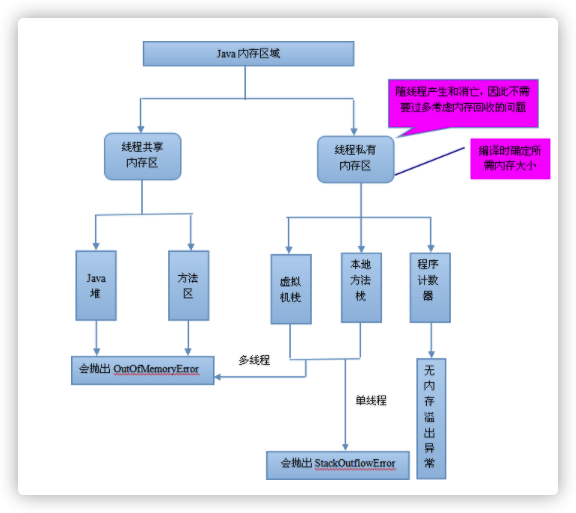 Java 内存区域
随线程产生和消亡，因此不需
要过多考虑内存回收的问题
线程共享
内存区
线程私有
内存区
编译时确定所
需内存大小
Java
堆
方法
区
虚拟
机栈
本地
方法
栈
程序
计数
器
会抛出 OutOfMemoryError
多线程
单线程
无
内
存
溢
出
异
常
会抛出 StackOutflowError